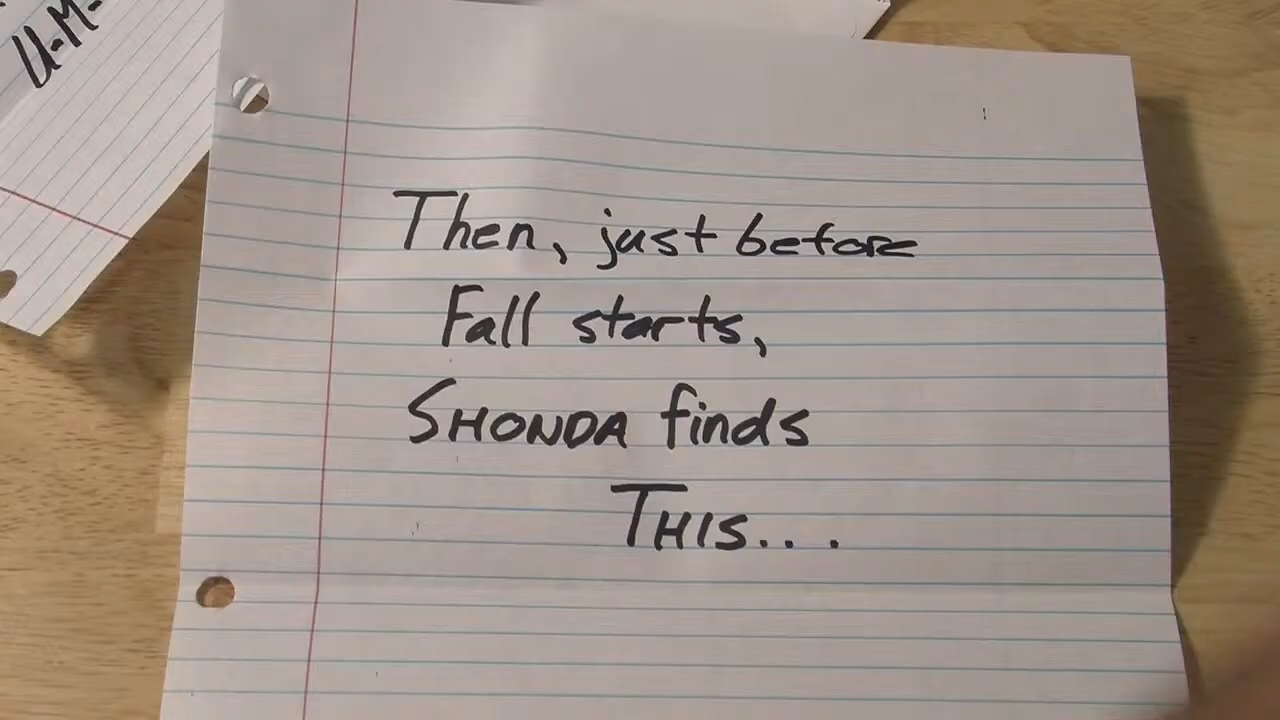 U-M-
Then, just before
Fall starts,
SHONDA finds
THIS...